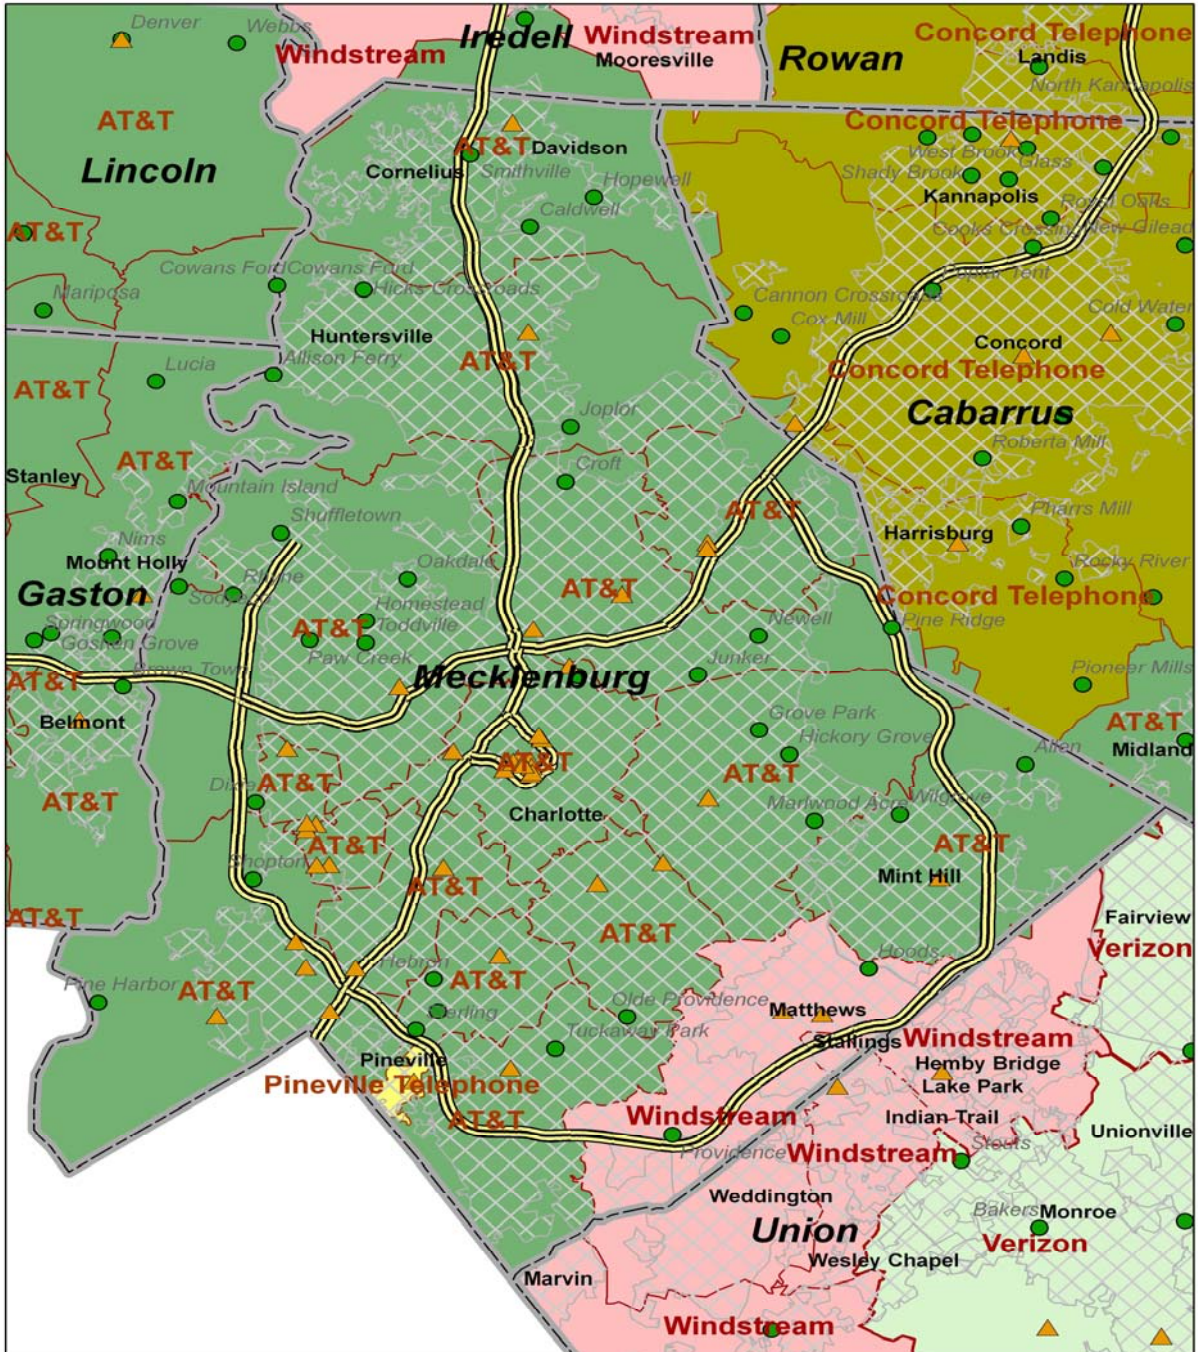 Denver
Webbs
Windstream
Iredell
Windstream
Mooresville
Rowan
Concord Telephone
Landis
North Kannapolis
AT&T
Lincoln
AT&T
Davidson
Cornelius
Smithville
Hopewell
Caldwell
Concord Telephone
West Brook
Glass
Shady Brook
Kannapolis
Royal Oaks
Cooks Crossing
New Gilead
AT&T
Cowans Ford
Cowans Ford
Mariposa
Hicks Crossroads
Poplar Tent
Cannon Crossroads
Cox Mill
Cold Water
Huntersville
Allison Ferry
Lucia
AT&T
AT&T
Concord
Concord Telephone
Cabarrus
Joplor
Croft
Roberta Mill
AT&T
Stanley
Mountain Island
Shuffletown
AT&T
Pharrs Mill
Harrisburg
Nims
Mount Holly
Oakdale
Rocky River
Gaston
Rhyne
AT&T
Concord Telephone
Homestead
Springwood
AT&T
Toddville
Newell
Pine Ridge
Goshen Grove
Paw Creek
Junker
Brown Town
AT&T
Mecklenburg
Pioneer Mills
Belmont
Grove Park
Hickory Grove
AT&T
Midland
Allen
AT&T
AT&T
AT&T
AT&T
Charlotte
Wilgrove
AT&T
AT&T
Shopton
AT&T
Mint Hill
AT&T
AT&T
Fairview
Verizon
Hoods
Hebron
AT&T
Pine Harbor
AT&T
Olde Providence
Matthews
Tuckaway Park
Stallings
Windstream
Pineville
Hemby Bridge
Lake Park
Pineville Telephone
AT&T
Windstream
Indian Trail
Unionville
Providence
Windstream
Stouts
Weddington
Bakers
Monroe
Union
Verizon
Wesley Chapel
Marvin
Windstream